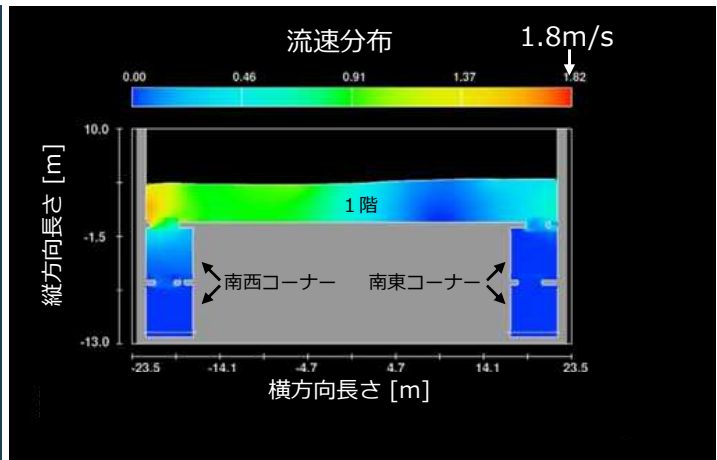 流速分布
1.8m/s
0.00 0.46 0.91 1.37 1.82
10.0
縦方向長さ [m]
1階
-1.5
南西コーナー 南東コーナー
-13.0
-23.5 -14.1 -4.7 4.7 14.1 23.5
横方向長さ [m]